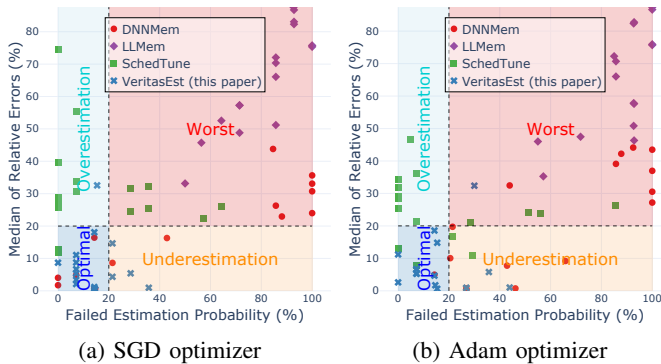 Median of Relative Errors (%)
80
70
60
50
40
30
20
10
0
0
20
40
60
80
100
Failed Estimation Probability (%)
DNNMem
LLMem
SchedTune
VeritasEst (this paper)
Overestimation
Worst
Optimal
Underestimation
(a) SGD optimizer
Median of Relative Errors (%)
80
70
60
50
40
30
20
10
0
0
20
40
60
80
100
Failed Estimation Probability (%)
DNNMem
LLMem
SchedTune
VeritasEst (this paper)
Overestimation
Worst
Optimal
Underestimation
(b) Adam optimizer